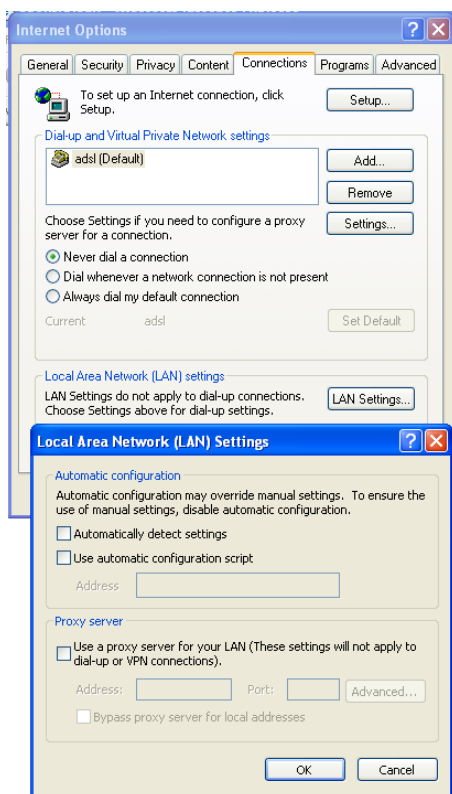 Internet Options
General Security Privacy Content Connections Programs Advanced
To set up an Internet connection, click
Setup.
Setup...
Dial-up and Virtual Private Network settings
adsl (Default)
Add...
Remove
Choose Settings if you need to configure a proxy
server for a connection.
Settings...
Never dial a connection
Dial whenever a network connection is not present
Always dial my default connection
Current adsl Set Default
Local Area Network (LAN) settings
LAN Settings do not apply to dial-up connections.
Choose Settings above for dial-up settings.
LAN Settings...
Local Area Network (LAN) Settings
Automatic configuration
Automatic configuration may override manual settings. To ensure the
use of manual settings, disable automatic configuration.
Automatically detect settings
Use automatic configuration script
Address
Proxy server
Use a proxy server for your LAN (These settings will not apply to
dial-up or VPN connections).
Address: Port: Advanced...
Bypass proxy server for local addresses
OK Cancel